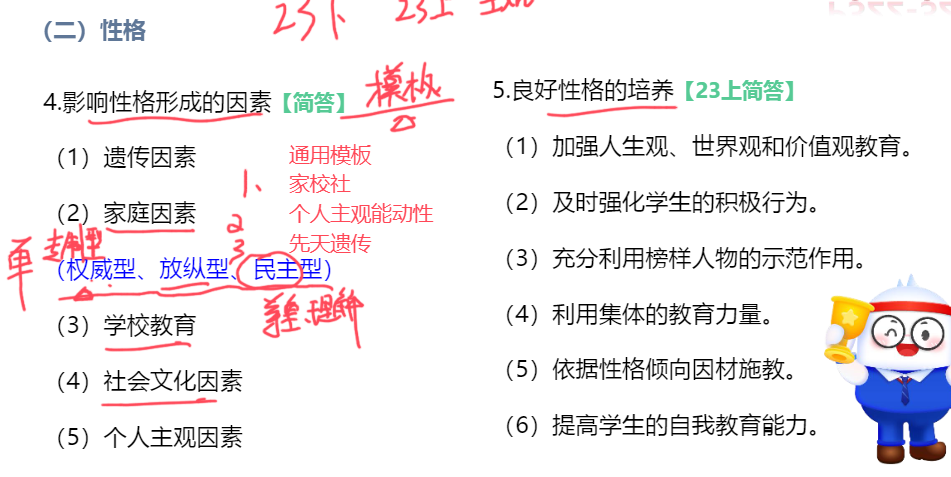 23下 23上
(二)性格
4.影响性格形成的因素【简答】模板
(1)遗传因素
通用模板
1、家校社
(2)家庭因素
2 个人主观能动性
3 先天遗传
单 专制型
(权威型、放纵型、民主型)
尊重、理解
(3)学校教育
(4)社会文化因素
(5)个人主观因素
5.良好性格的培养【23上简答】
(1)加强人生观、世界观和价值观教育。
(2)及时强化学生的积极行为。
(3)充分利用榜样人物的示范作用。
(4)利用集体的教育力量。
(5)依据性格倾向因材施教。
(6)提高学生的自我教育能力。